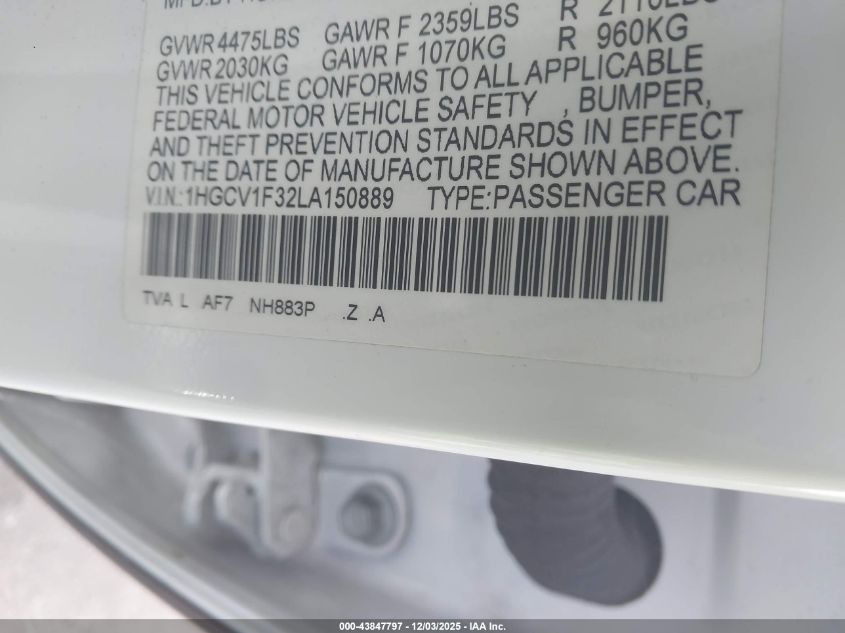 GVWR 4475LBS GAWR F 2359LBS R 2116LBS
GVWR 2030KG GAWR F 1070KG R 960KG
THIS VEHICLE CONFORMS TO ALL APPLICABLE
FEDERAL MOTOR VEHICLE SAFETY , BUMPER,
AND THEFT PREVENTION STANDARDS IN EFFECT
ON THE DATE OF MANUFACTURE SHOWN ABOVE.
V.I.N.:1HGCV1F32LA150889 TYPE:PASSENGER CAR
TVA L AF7 NH883P .Z .A
000-43847797 - 12/03/2025 - IAA Inc.